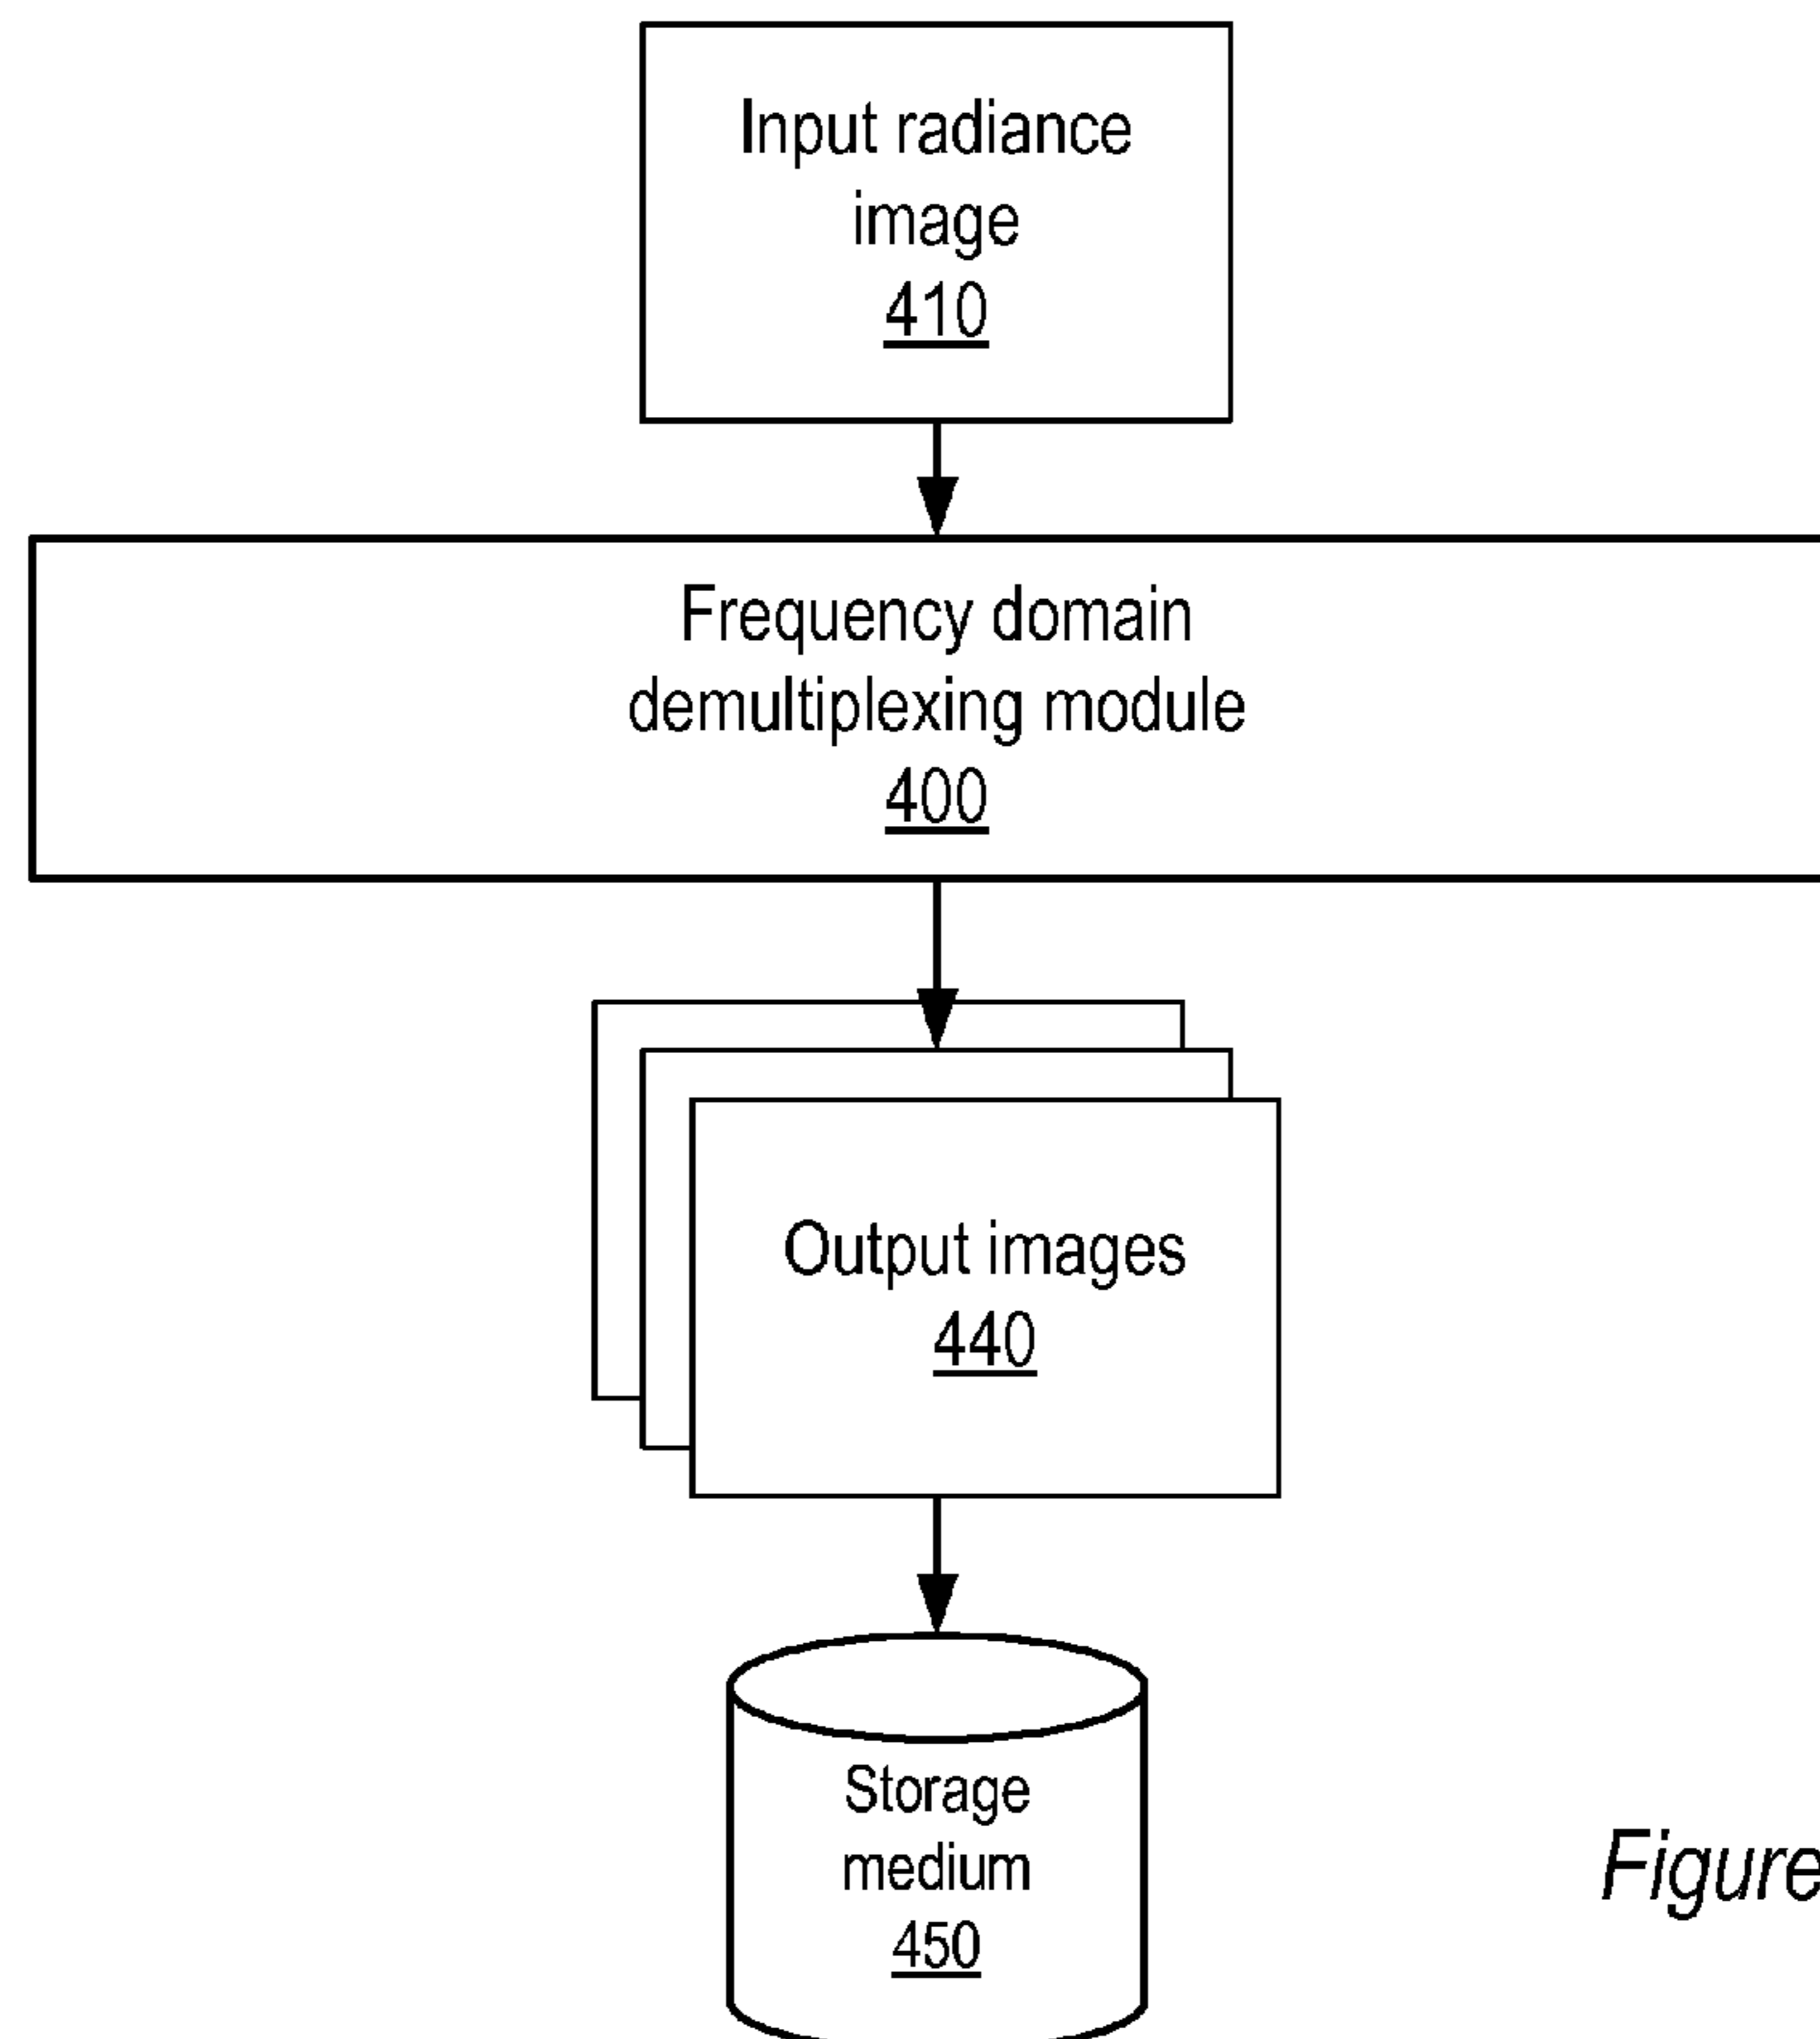 Input radiance
image
410
Frequency domain
demultiplexing module
400
Output images
440
Storage
medium
450
Figure